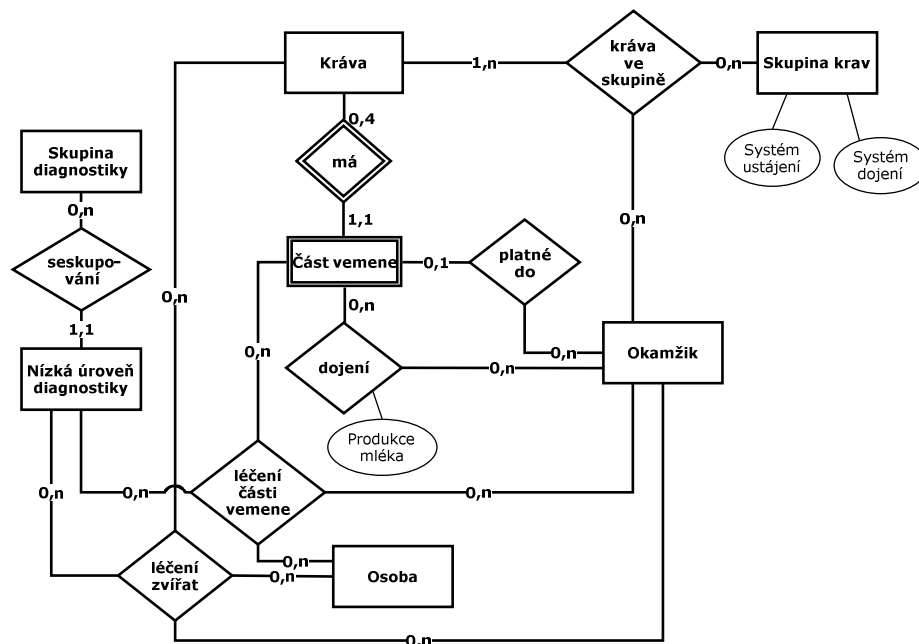 Kráva
1,n
kráva
ve
skupině
0,n
Skupina krav
0,4
Systém
ustájení
Systém
dojení
Skupina
diagnostiky
má
0,n
1,1
0,n
seskupo-
vání
Část vemene
0,1
platné
do
0,n
0,n
1,1
0,n
0,n
Okamžik
Nízká úroveň
diagnostiky
dojení
0,n
Produkce
mléka
0,n
0,n
léčení
části
vemene
0,n
0,n
léčení
zvířat
0,n
Osoba
0,n